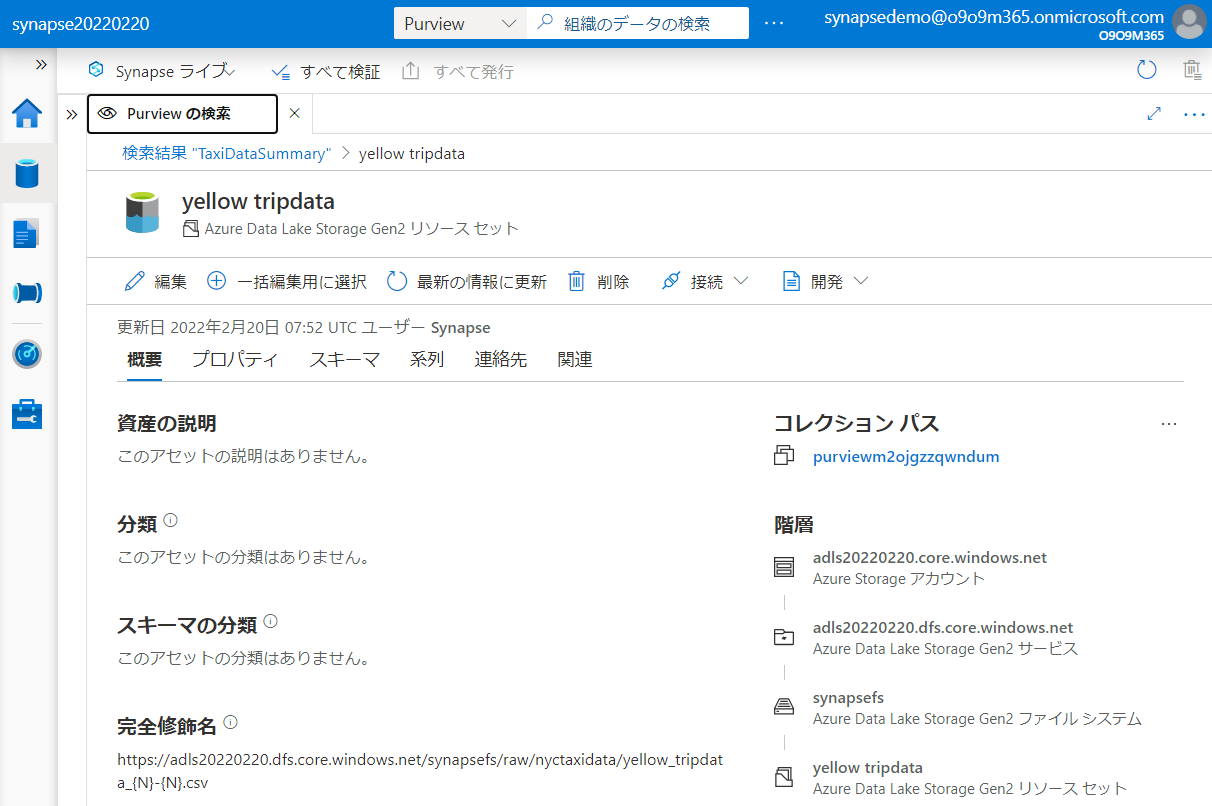 synapse20220220
Purview
組織のデータの検索
...
synapsedemo@o9o9m365.onmicrosoft.com
O9O9M365
Synapse ライブ
すべて検証
すべて発行
Purview の検索
検索結果 "TaxiDataSummary" > yellow tripdata
yellow tripdata
Azure Data Lake Storage Gen2 リソース セット
編集
一括編集用に選択
最新の情報に更新
削除
接続
開発
更新日 2022年2月20日 07:52 UTC ユーザー Synapse
概要
プロパティ
スキーマ
系列
連絡先
関連
資産の説明
このアセットの説明はありません。
分類
このアセットの分類はありません。
スキーマの分類
このアセットの分類はありません。
完全修飾名
https://adls20220220.dfs.core.windows.net/synapsefs/raw/nyctaxidata/yellow_tripdat
a_{N}-{N}.csv
コレクション パス
purviewm2ojgzzqwndum
階層
adls20220220.core.windows.net
Azure Storage アカウント
adls20220220.dfs.core.windows.net
Azure Data Lake Storage Gen2 サービス
synapsefs
Azure Data Lake Storage Gen2 ファイル システム
yellow tripdata
Azure Data Lake Storage Gen2 リソース セット